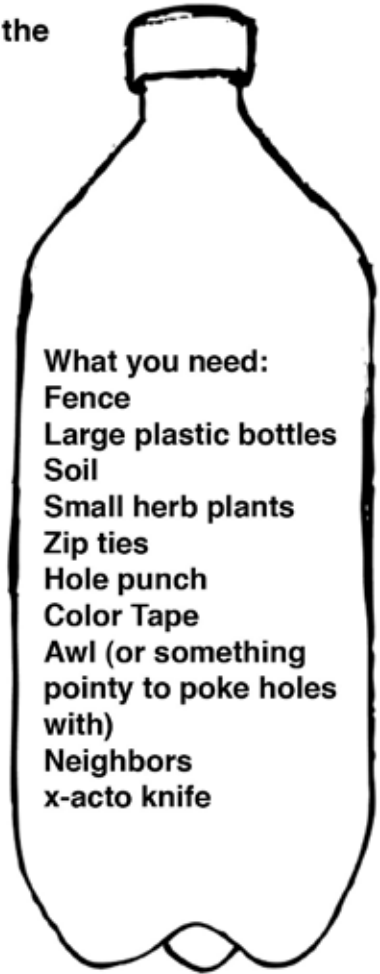 the
What you need:
Fence
Large plastic bottles
Soil
Small herb plants
Zip ties
Hole punch
Color Tape
Awl (or something
pointy to poke holes
with)
Neighbors
x-acto knife